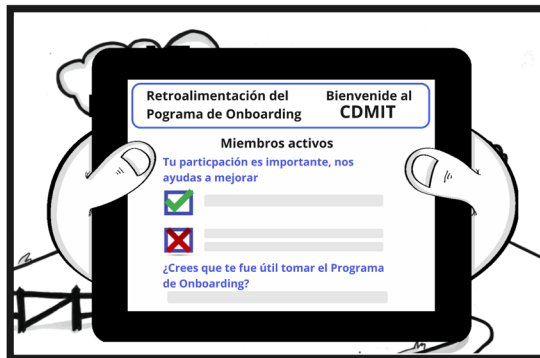 Retroalimentación del
Pograma de Onboarding
Bienvenide al
CDMIT
Miembros activos
Tu particpación es importante, nos
ayudas a mejorar
¿Crees que te fue útil tomar el Programa
de Onboarding?